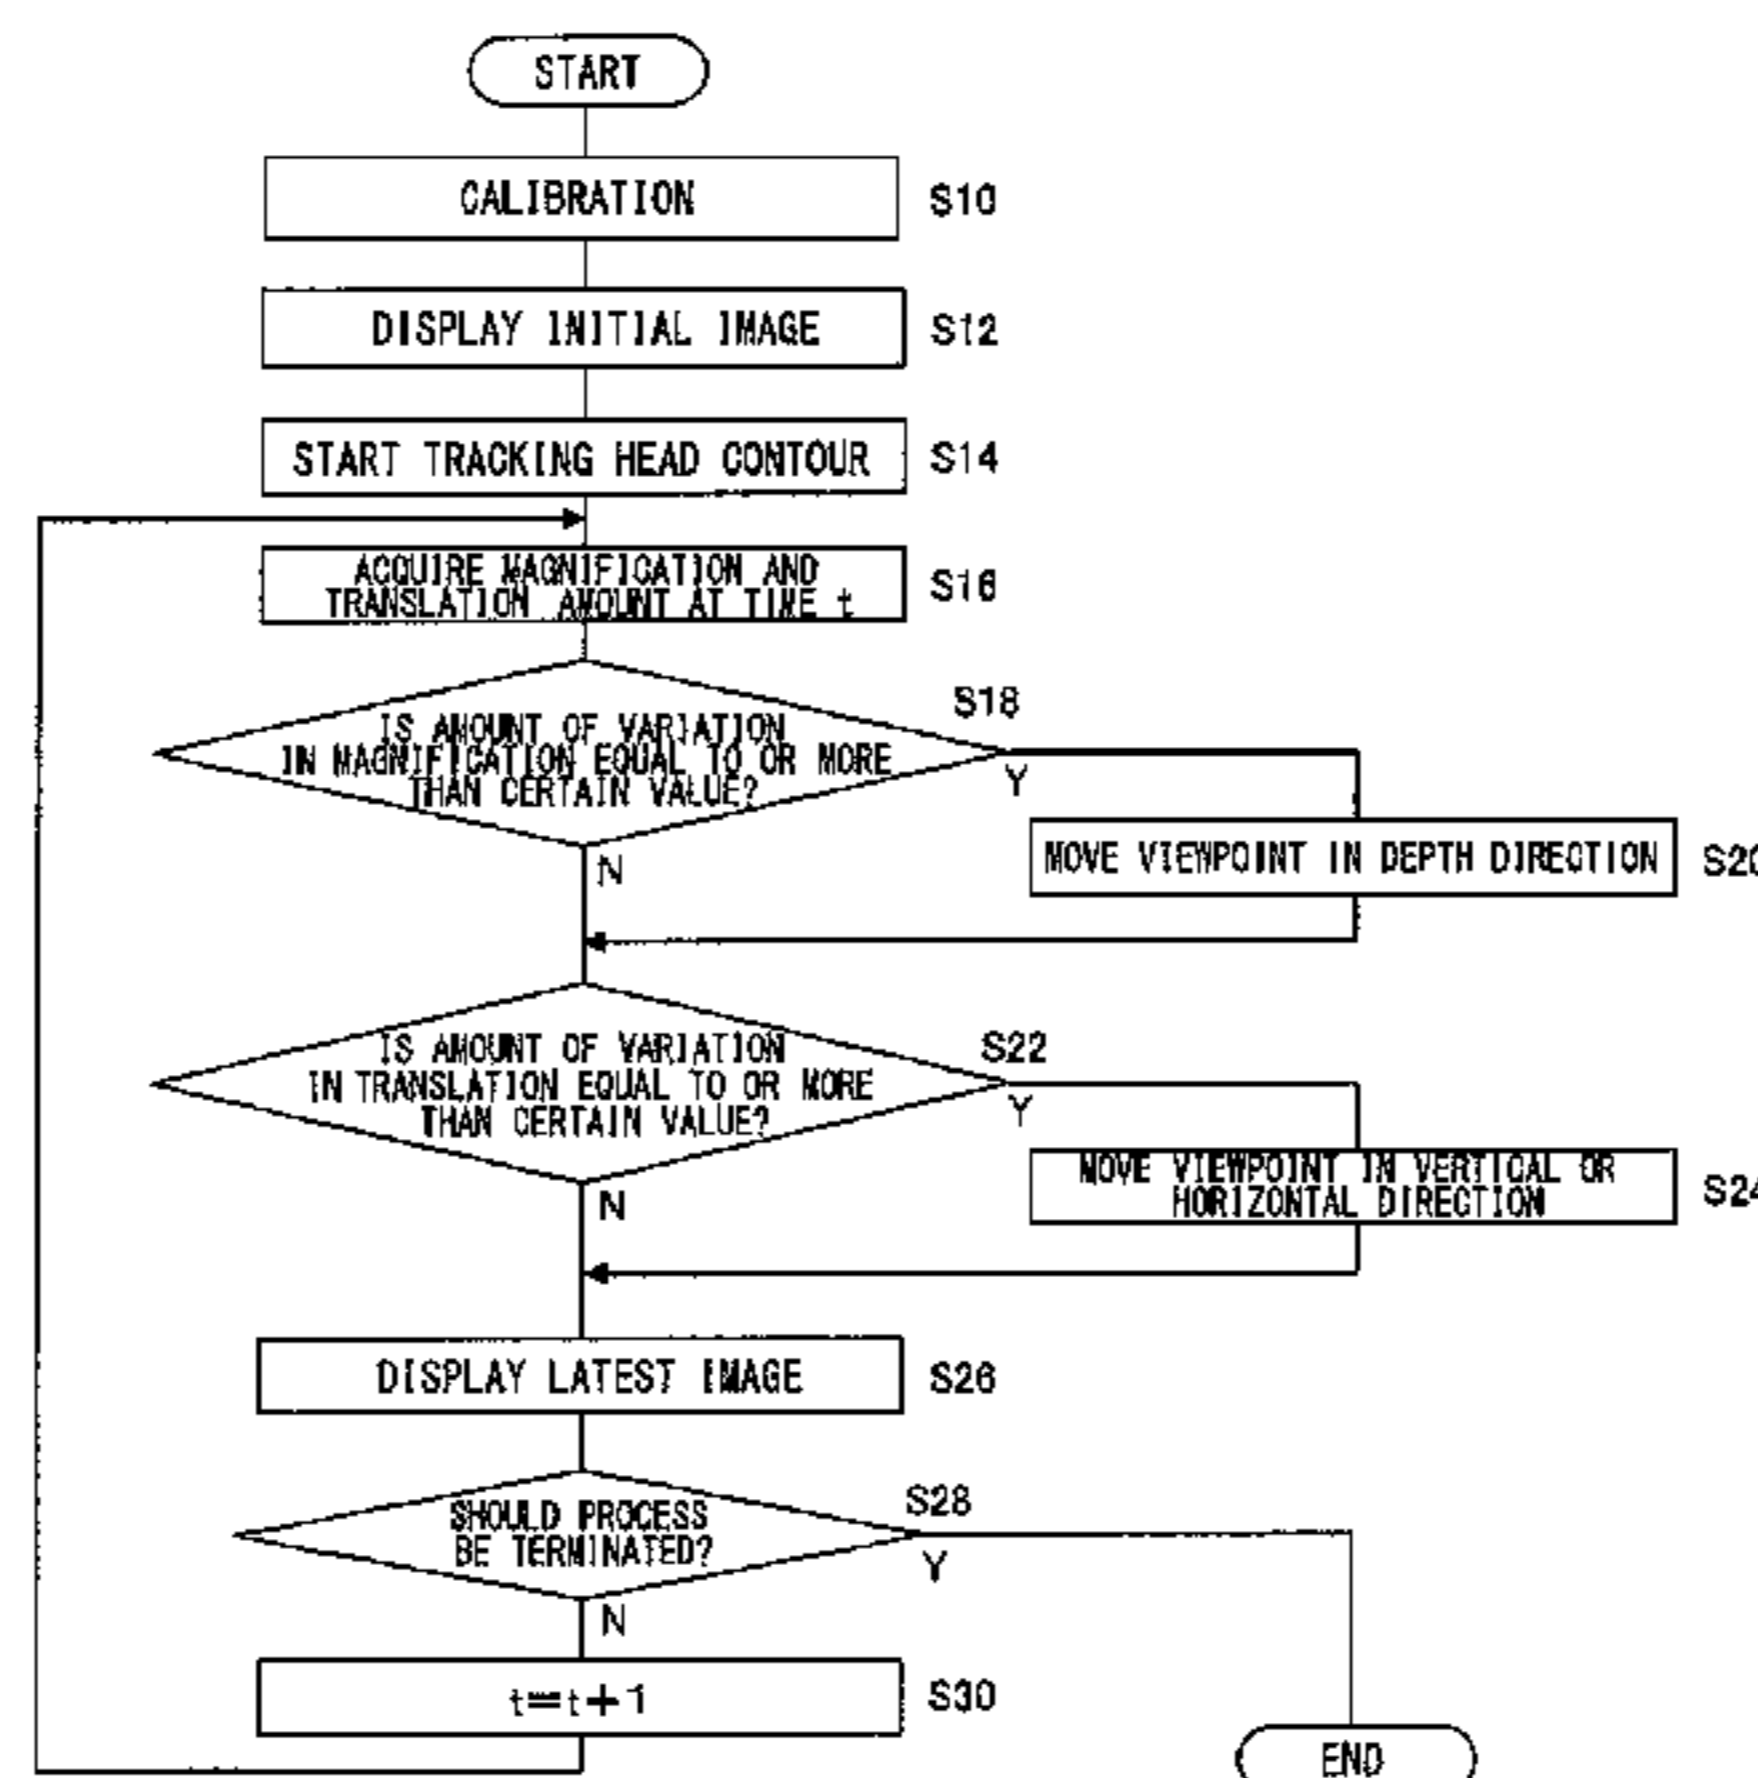 START
CALIBRATION
S10
DISPLAY INITIAL IMAGE
S12
START TRACKING HEAD CONTOUR
S14
ACQUIRE MAGNIFICATION AND
TRANSLATION AMOUNT AT TIME t
S16
IS AMOUNT OF VARIATION
IN MAGNIFICATION EQUAL TO OR MORE
THAN CERTAIN VALUE?
S18
Y
N
MOVE VIEWPOINT IN DEPTH DIRECTION
S20
IS AMOUNT OF VARIATION
IN TRANSLATION EQUAL TO OR MORE
THAN CERTAIN VALUE?
S22
Y
N
MOVE VIEWPOINT IN VERTICAL OR
HORIZONTAL DIRECTION
S24
DISPLAY LATEST IMAGE
S26
SHOULD PROCESS
BE TERMINATED?
S28
Y
N
t=t+1
S30
END